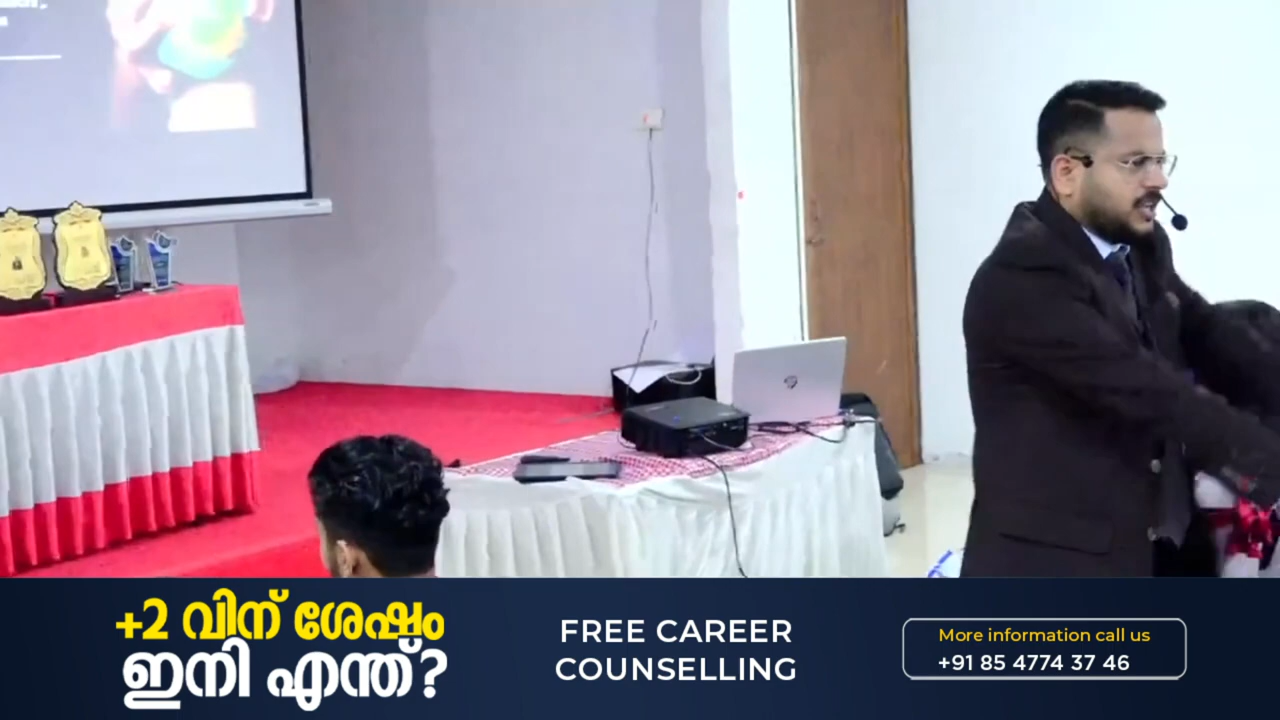 +2 വിന് ശേഷം
ഇനി എന്ത്?
FREE CAREER
COUNSELLING
More information call us
+91 85 4774 37 46